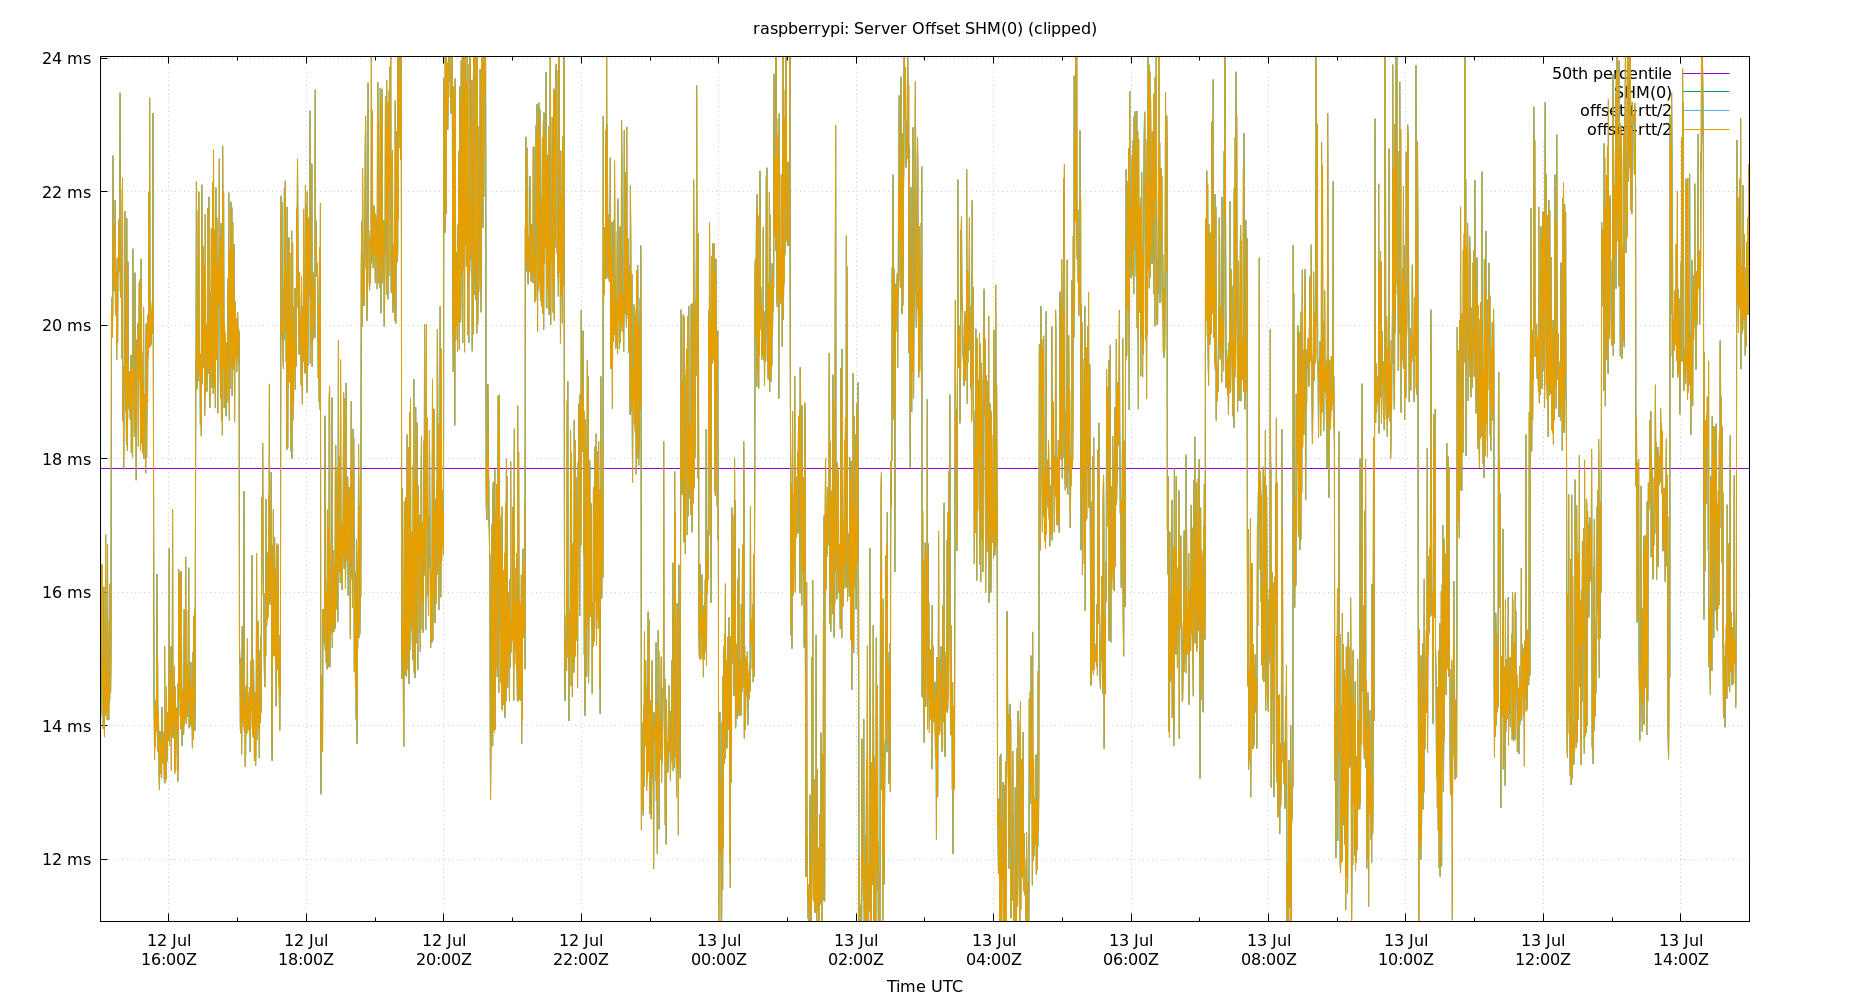 raspberrypi: Server Offset SHM(0) (clipped)
24 ms
22 ms
20 ms
18 ms
16 ms
14 ms
12 ms
50th percentile
SHM(0)
offset+rtt/2
offset-rtt/2
12 Jul 12 Jul 12 Jul 12 Jul 13 Jul 13 Jul 13 Jul 13 Jul 13 Jul 13 Jul 13 Jul 13 Jul
16:00Z 18:00Z 20:00Z 22:00Z 00:00Z 02:00Z 04:00Z 06:00Z 08:00Z 10:00Z 12:00Z 14:00Z
Time UTC